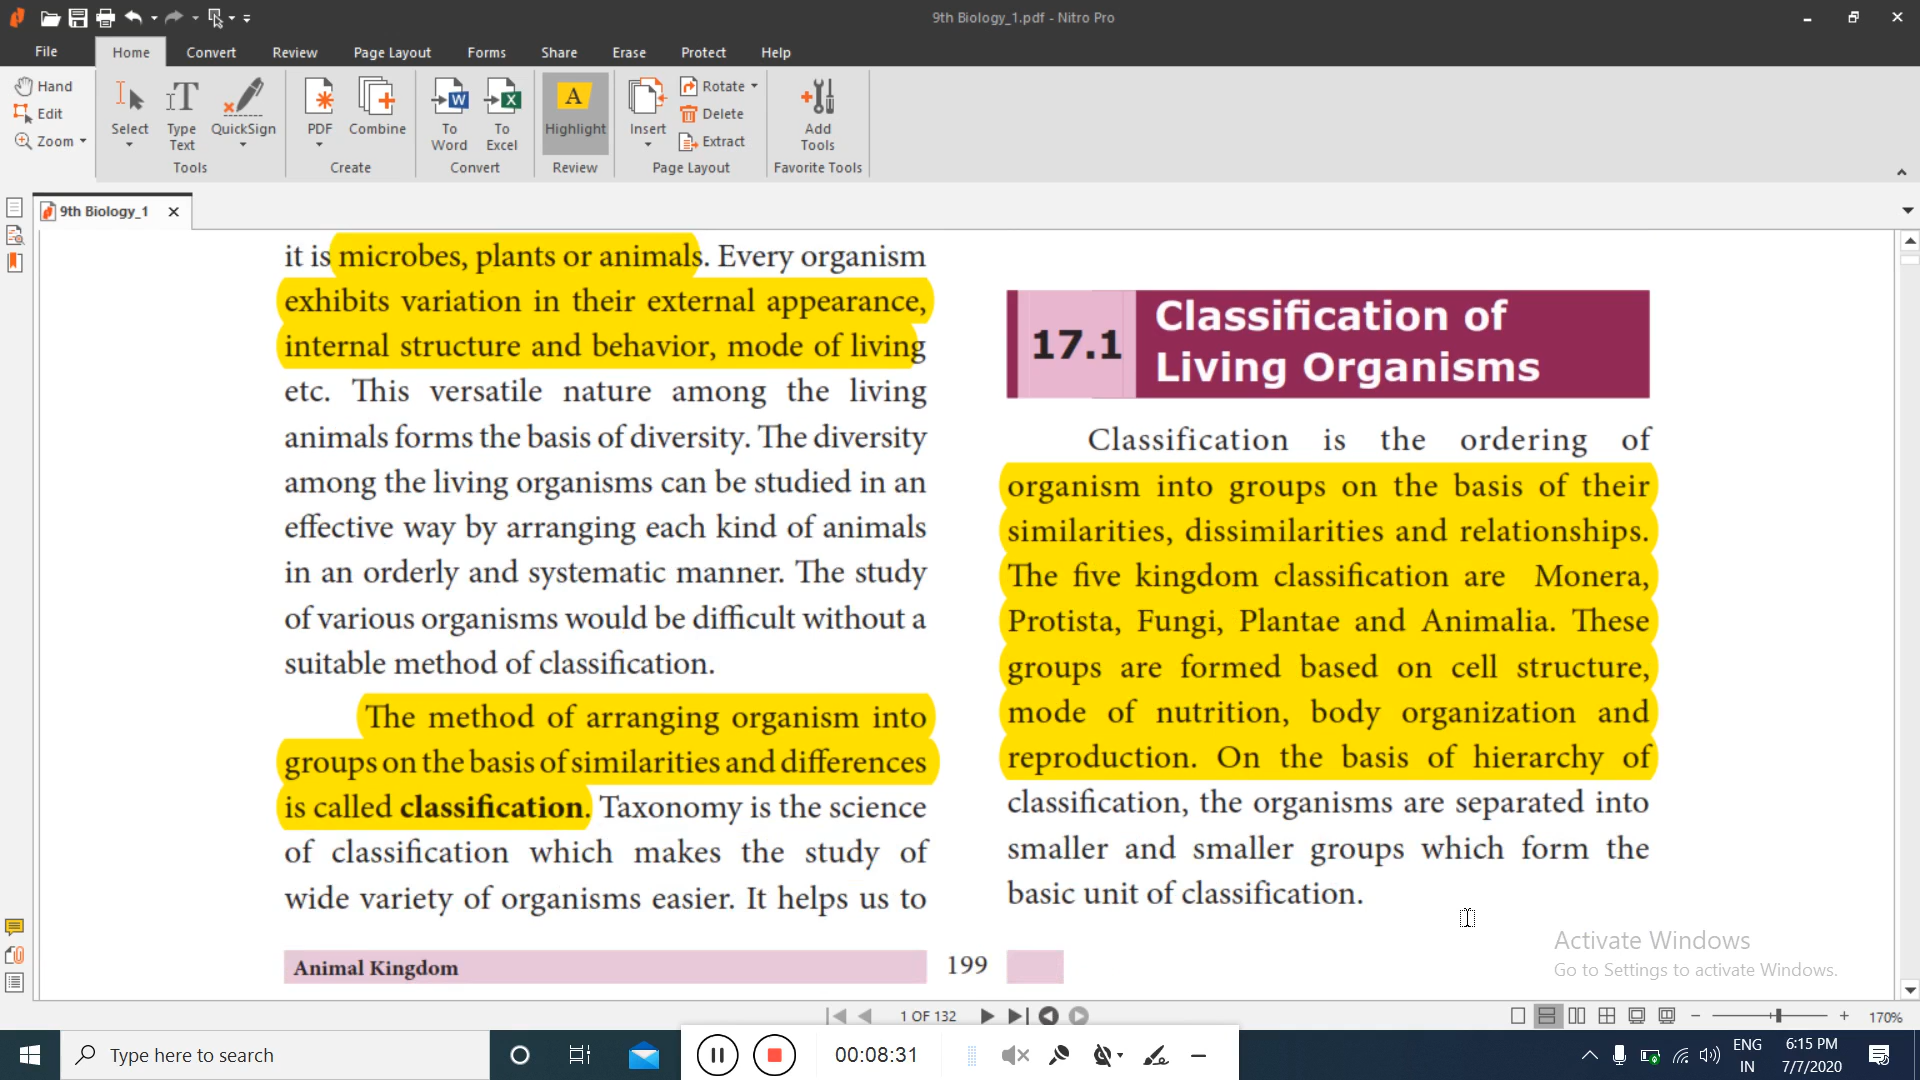 9th Biology_1.pdf - Nitro Pro
File Home Convert Review Page Layout Forms Share Erase Protect Help
Hand
Edit
Zoom
Select
Type Text
QuickSign
Tools
PDF
Combine
Create
To Word
To Excel
Convert
A
Highlight
Review
Insert
Rotate
Delete
Extract
Page Layout
Add Tools
Favorite Tools
9th Biology_1
it is microbes, plants or animals. Every organism
exhibits variation in their external appearance,
internal structure and behavior, mode of living
etc. This versatile nature among the living
animals forms the basis of diversity. The diversity
among the living organisms can be studied in an
effective way by arranging each kind of animals
in an orderly and systematic manner. The study
of various organisms would be difficult without a
suitable method of classification.
The method of arranging organism into
groups on the basis of similarities and differences
is called classification. Taxonomy is the science
of classification which makes the study of
wide variety of organisms easier. It helps us to
17.1
Classification of
Living Organisms
Classification is the ordering of
organism into groups on the basis of their
similarities, dissimilarities and relationships.
The five kingdom classification are Monera,
Protista, Fungi, Plantae and Animalia. These
groups are formed based on cell structure,
mode of nutrition, body organization and
reproduction. On the basis of hierarchy of
classification, the organisms are separated into
smaller and smaller groups which form the
basic unit of classification.
Animal Kingdom
199
Activate Windows
Go to Settings to activate Windows.
1 OF 132
170%
Type here to search
00:08:31
ENG
IN
6:15 PM
7/7/2020